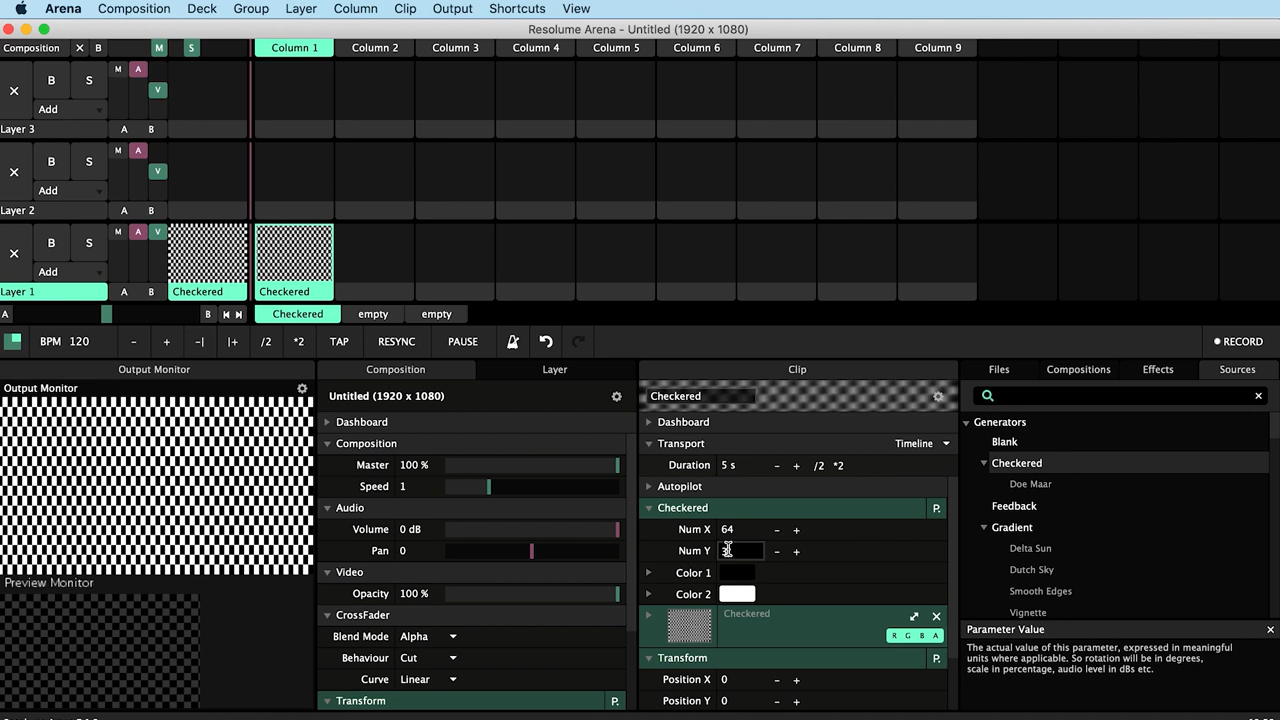 Arena Composition Deck Group Layer Column Clip Output Shortcuts View
Resolume Arena - Untitled (1920 x 1080)
Composition ✕ B M S Column 1 Column 2 Column 3 Column 4 Column 5 Column 6 Column 7 Column 8 Column 9
M A
B S
V
Add
Layer 3 A B
M A
B S
V
Add
Layer 2 A B
M A V
B S
Add
Layer 1 A B Checkered Checkered
A B Checkered empty empty
BPM 120 - + -| |+ /2 *2 TAP RESYNC PAUSE RECORD
Output Monitor
Output Monitor
Preview Monitor
Composition Layer
Untitled (1920 x 1080)
Dashboard
Composition
Master 100 %
Speed 1
Audio
Volume 0 dB
Pan 0
Video
Opacity 100 %
CrossFader
Blend Mode Alpha
Behaviour Cut
Curve Linear
Transform P.
Clip
Checkered
Dashboard
Transport Timeline
Duration 5 s - + /2 *2
Autopilot
Checkered P.
Num X 64 - +
Num Y - +
Color 1
Color 2
Checkered
R G B A
Transform P.
Position X 0 - +
Position Y 0 - +
Files Compositions Effects Sources
Generators
Blank
Checkered
Doe Maar
Feedback
Gradient
Delta Sun
Dutch Sky
Smooth Edges
Vignette
Parameter Value
The actual value of this parameter, expressed in meaningful
units where applicable. So rotation will be in degrees,
scale in percentage, audio level in dBs etc.